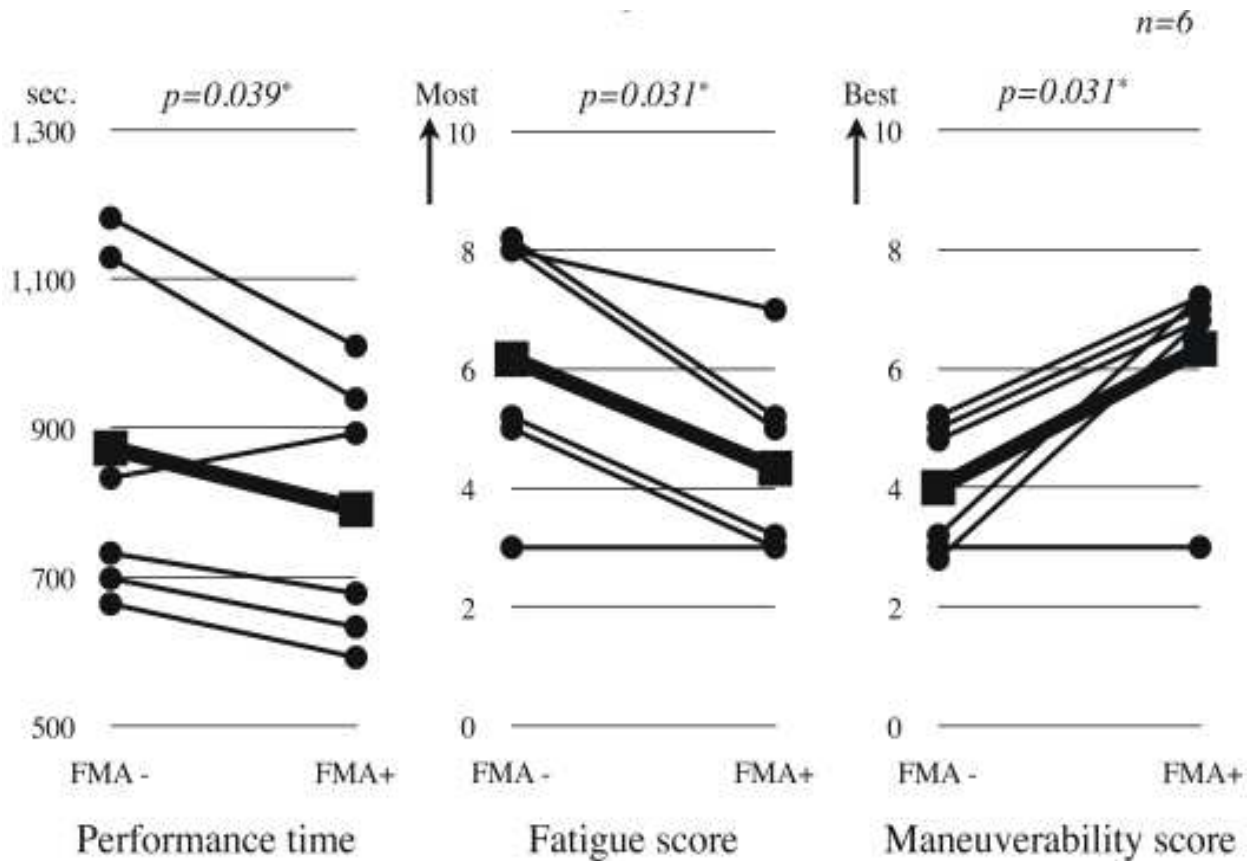 n=6
sec. p=0.039* Most p=0.031* Best p=0.031*
1,300 10 10
8 8
1,100
6 6
900
4 4
700
2 2
500 0 0
FMA - FMA+ FMA - FMA+ FMA - FMA+
Performance time Fatigue score Maneuverability score